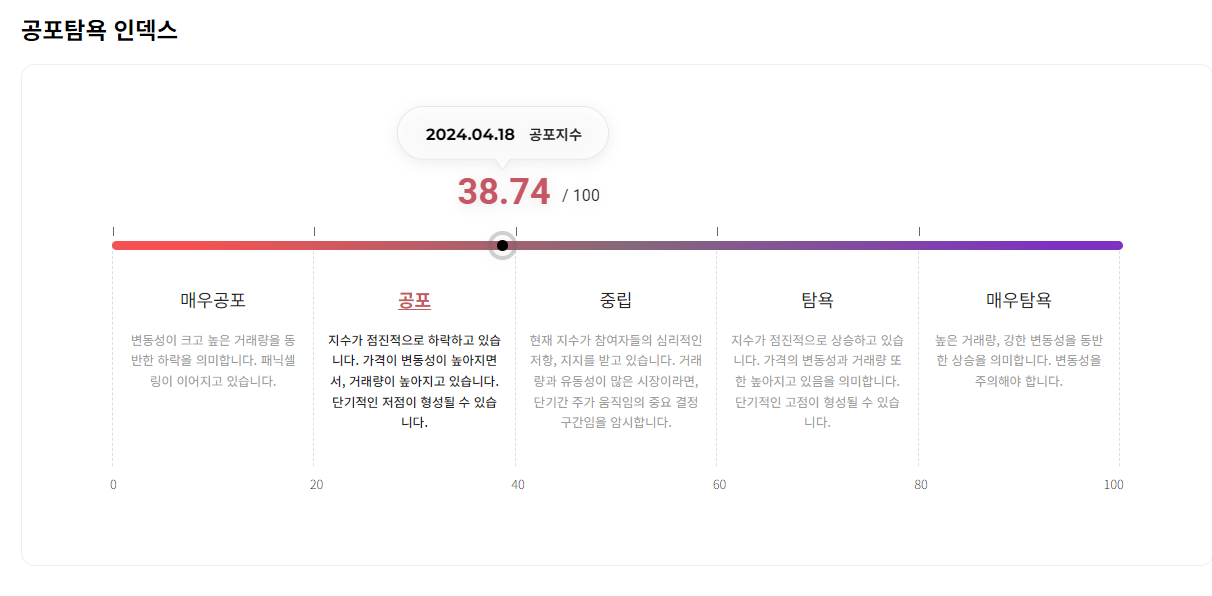 공포탐욕 인덱스
2024.04.18 공포지수
38.74 / 100
매우공포
변동성이 크고 높은 거래량을 동
반한 하락을 의미합니다. 패닉셀
링이 이어지고 있습니다.
공포
지수가 점진적으로 하락하고 있습
니다. 가격이 변동성이 높아지면
서, 거래량이 높아지고 있습니다.
단기적인 저점이 형성될 수 있습
니다.
중립
현재 지수가 참여자들의 심리적인
저항, 지지를 받고 있습니다. 거래
량과 유동성이 많은 시장이라면,
단기간 주가 움직임의 중요 결정
구간임을 암시합니다.
탐욕
지수가 점진적으로 상승하고 있습
니다. 가격의 변동성과 거래량 또
한 높아지고 있음을 의미합니다.
단기적인 고점이 형성될 수 있습
니다.
매우탐욕
높은 거래량, 강한 변동성을 동반
한 상승을 의미합니다. 변동성을
주의해야 합니다.
0 20 40 60 80 100